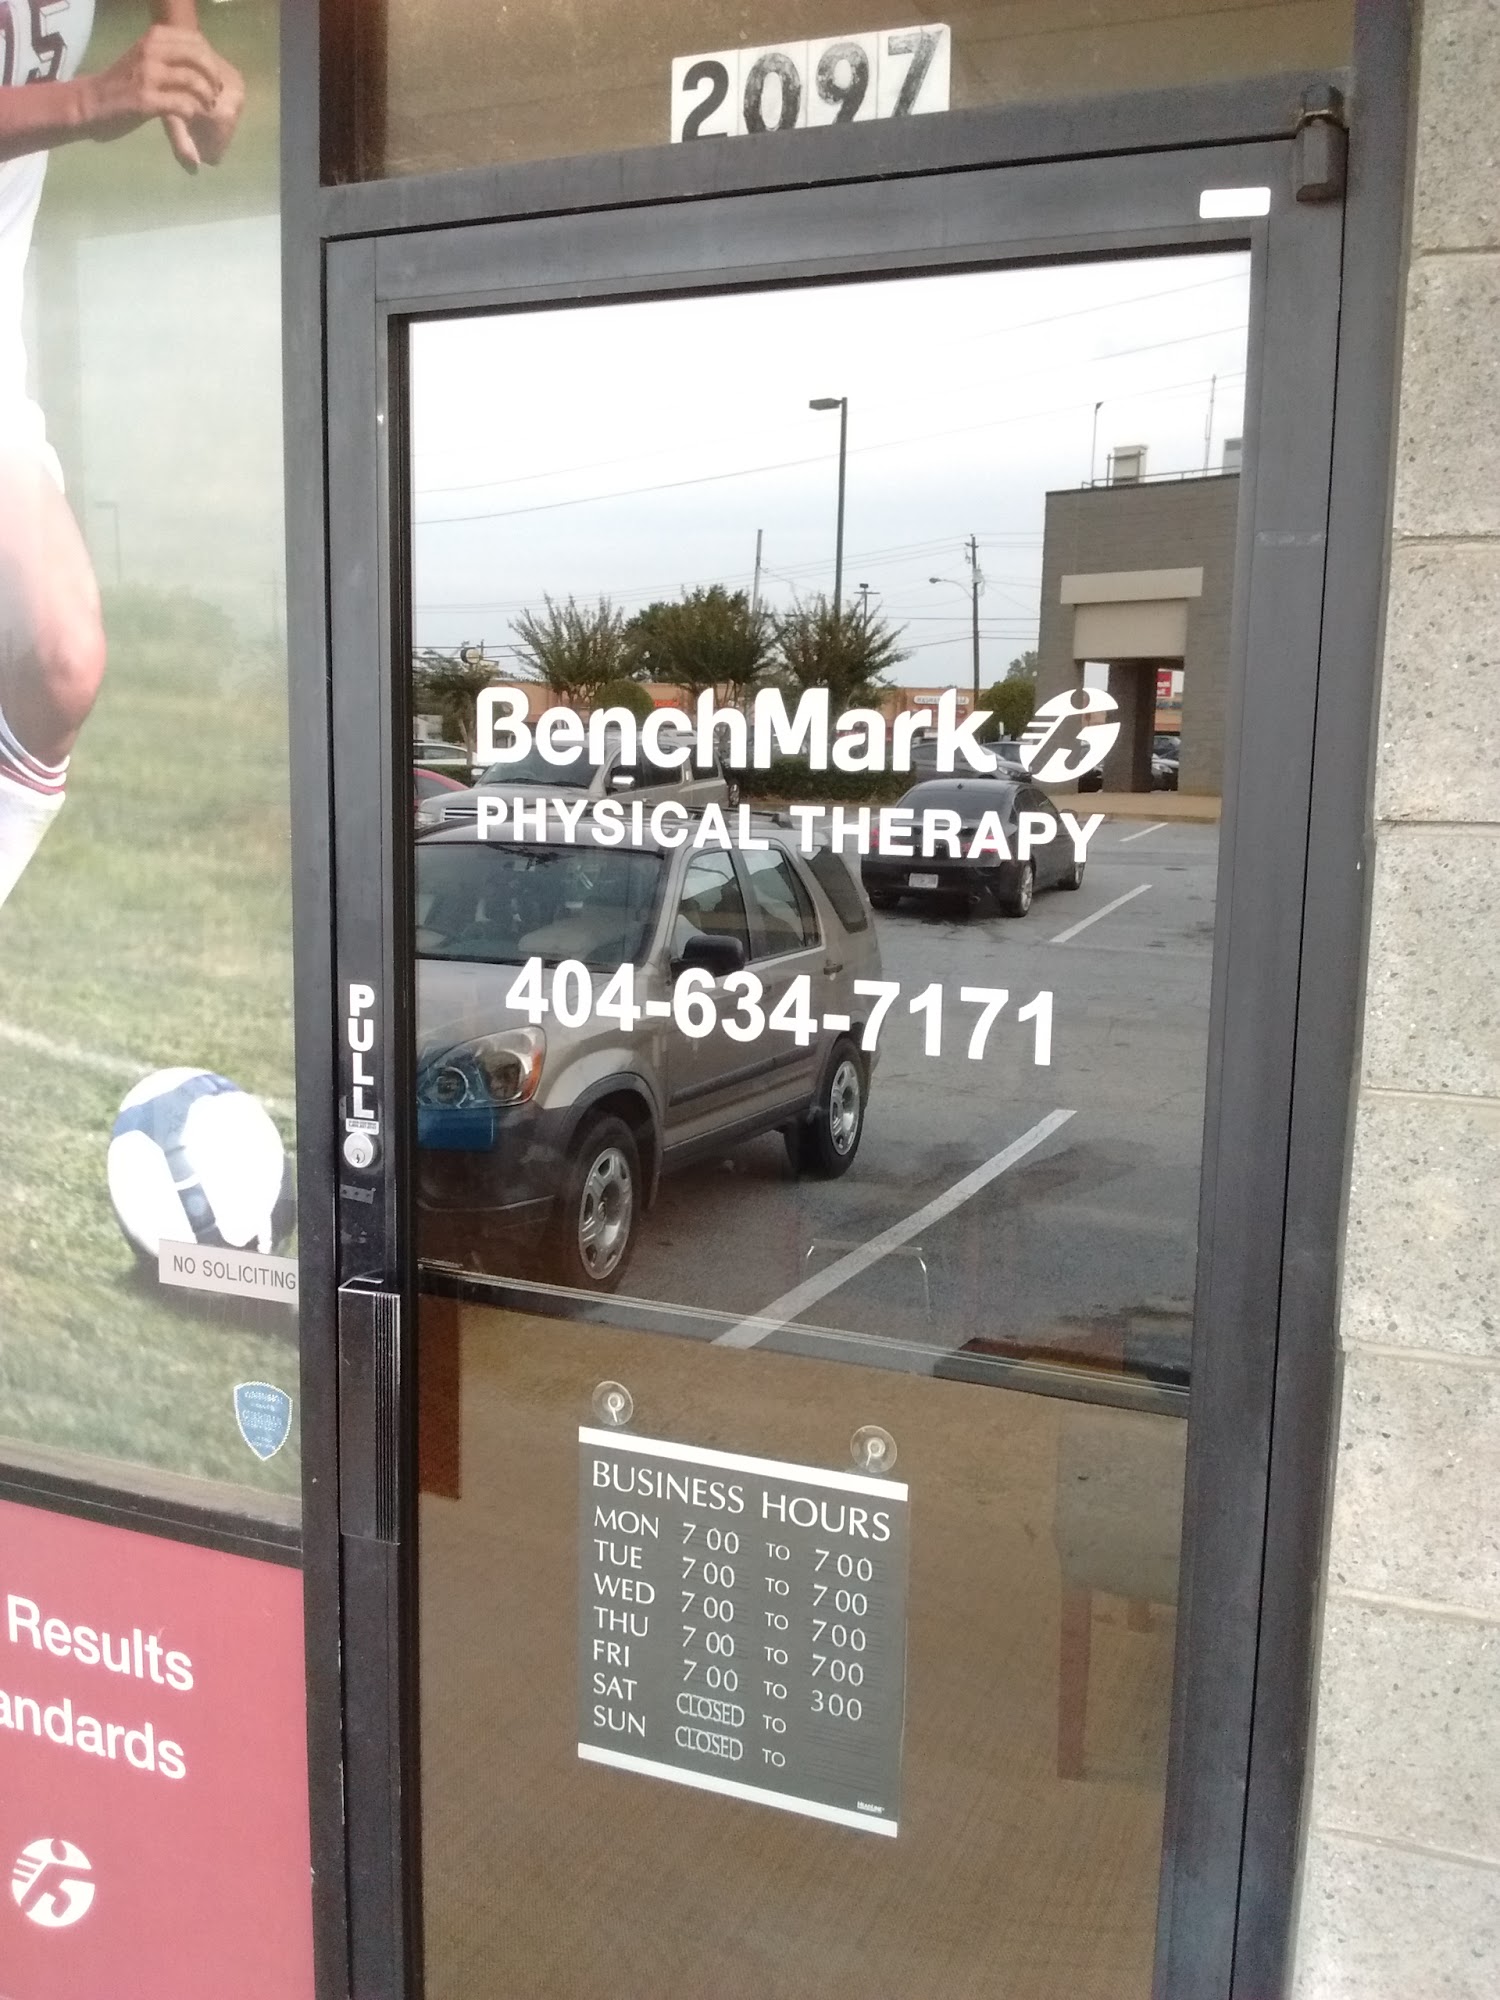 2097
BenchMark
PHYSICAL THERAPY
404-634-7171
PULL
NO SOLICITING
BUSINESS HOURS
MON 7 00 TO 7 00
TUE 7 00 TO 7 00
WED 7 00 TO 7 00
THU 7 00 TO 7 00
FRI 7 00 TO 3 00
SAT CLOSED TO
SUN CLOSED TO
Results
andards